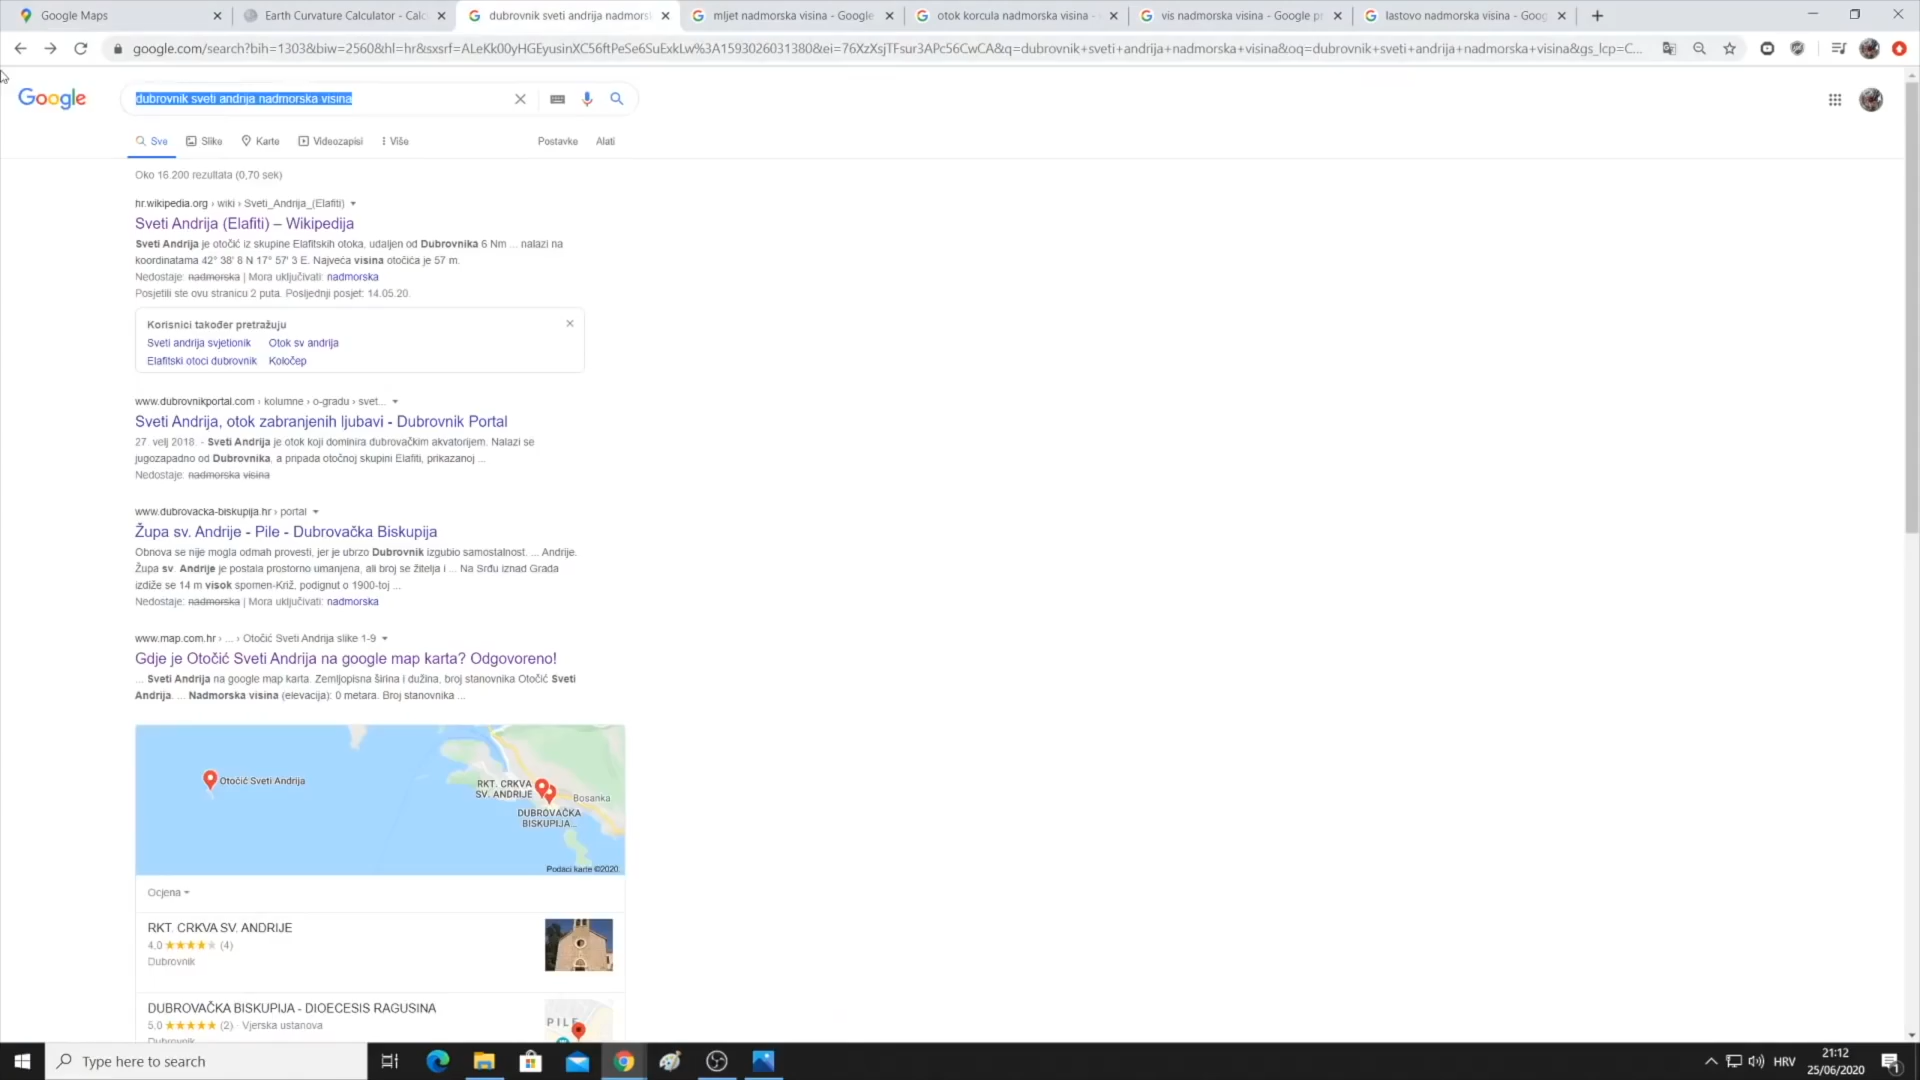 Google Maps
Earth Curvature Calculator - Calc
dubrovnik sveti andrija nadmorsk
mljet nadmorska visina - Google
otok korcula nadmorska visina -
vis nadmorska visina - Google pr
lastovo nadmorska visina - Goog
google.com/search?bih=1303&biw=2560&hl=hr&sxsrf=ALeKk00yHGEyusinXC56ftPeSe6SuExkLw%3A1593026031380&ei=76XzXsjTFsur3APc56CwCA&q=dubrovnik+sveti+andrija+nadmorska+visina&oq=dubrovnik+sveti+andrija+nadmorska+visina&gs_lcp=C...
Google
dubrovnik sveti andrija nadmorska visina
Sve Slike Karte Videozapisi Više Postavke Alati
Oko 16.200 rezultata (0,70 sek)
hr.wikipedia.org › wiki › Sveti_Andrija_(Elafiti)
Sveti Andrija (Elafiti) – Wikipedija
Sveti Andrija je otočić iz skupine Elafitskih otoka, udaljen od Dubrovnika 6 Nm ... nalazi na
koordinatama 42° 38' 8 N 17° 57' 3 E. Najveća visina otočića je 57 m.
Nedostaje: nadmorska | Mora uključivati: nadmorska
Posjetili ste ovu stranicu 2 puta. Posljednji posjet: 14.05.20.
Korisnici također pretražuju
Sveti andrija svjetionik Otok sv andrija
Elafitski otoci dubrovnik Koločep
www.dubrovnikportal.com › kolumne › o-gradu › svet...
Sveti Andrija, otok zabranjenih ljubavi - Dubrovnik Portal
27. velj 2018. - Sveti Andrija je otok koji dominira dubrovačkim akvatorijem. Nalazi se
jugozapadno od Dubrovnika, a pripada otočnoj skupini Elafiti, prikazanoj ...
Nedostaje: nadmorska visina
www.dubrovacka-biskupija.hr › portal
Župa sv. Andrije - Pile - Dubrovačka Biskupija
Obnova se nije mogla odmah provesti, jer je ubrzo Dubrovnik izgubio samostalnost. ... Andrije.
Župa sv. Andrije je postala prostorno umanjena, ali broj se žitelja i ... Na Srđu iznad Grada
izdiže se 14 m visok spomen-Križ, podignut o 1900-toj ...
Nedostaje: nadmorska | Mora uključivati: nadmorska
www.map.com.hr › ... › Otočić Sveti Andrija slike 1-9
Gdje je Otočić Sveti Andrija na google map karta? Odgovoreno!
... Sveti Andrija na google map karta. Zemljopisna širina i dužina, broj stanovnika Otočić Sveti
Andrija. ... Nadmorska visina (elevacija): 0 metara. Broj stanovnika ...
Otočić Sveti Andrija
RKT. CRKVA
SV. ANDRIJE
Bosanka
DUBROVAČKA
BISKUPIJA...
Podaci karte ©2020.
Ocjena
RKT. CRKVA SV. ANDRIJE
4,0 (4)
Dubrovnik
DUBROVAČKA BISKUPIJA - DIOECESIS RAGUSINA
5,0 (2) · Vjerska ustanova
Dubrovnik
PILE
Type here to search
HRV
21:12
25/06/2020
1